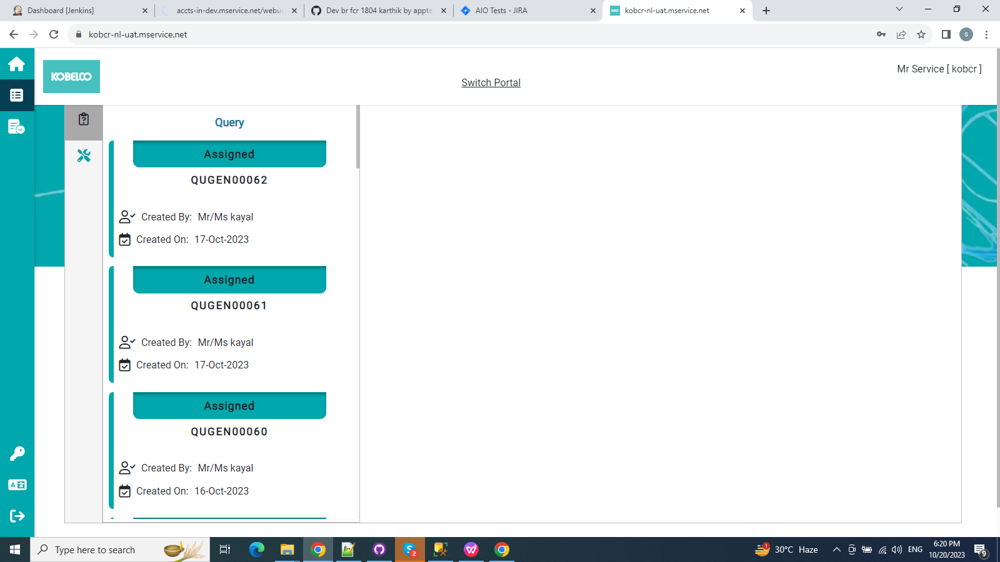 Dashboard [Jenkins]
accts-in-dev.mservice.net/webui
Dev br fcr 1804 karthik by appte
AIO Tests - JIRA
kobcr-nl-uat.mservice.net
kobcr-nl-uat.mservice.net
S
KOBELCO
Switch Portal
Mr Service [ kobcr ]
Query
Assigned
QUGEN00062
Created By: Mr/Ms kayal
Created On: 17-Oct-2023
Assigned
QUGEN00061
Created By: Mr/Ms kayal
Created On: 17-Oct-2023
Assigned
QUGEN00060
Created By: Mr/Ms kayal
Created On: 16-Oct-2023
Type here to search
2
1
30°C Haze
ENG
6:20 PM
10/20/2023
9